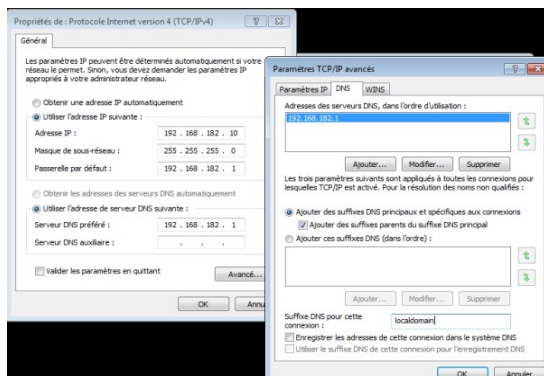 Propriétés de : Protocole Internet version 4 (TCP/IPv4)
Général
Les paramètres IP peuvent être déterminés automatiquement si votre
réseau le permet. Sinon, vous devez demander les paramètres IP
appropriés à votre administrateur réseau.
Obtenir une adresse IP automatiquement
Utiliser l'adresse IP suivante :
Adresse IP : 192 . 168 . 182 . 10
Masque de sous-réseau : 255 . 255 . 255 . 0
Passerelle par défaut : 192 . 168 . 182 . 1
Obtenir les adresses des serveurs DNS automatiquement
Utiliser l'adresse de serveur DNS suivante :
Serveur DNS préféré : 192 . 168 . 182 . 1
Serveur DNS auxiliaire : . . .
Valider les paramètres en quittant
Avancé...
OK Annu
Paramètres TCP/IP avancés
Paramètres IP DNS WINS
Adresses des serveurs DNS, dans l'ordre d'utilisation :
192.168.182.1
Ajouter... Modifier... Supprimer
Les trois paramètres suivants sont appliqués à toutes les connexions pour
lesquelles TCP/IP est activé. Pour la résolution des noms non qualifiés :
Ajouter des suffixes DNS principaux et spécifiques aux connexions
Ajouter des suffixes parents du suffixe DNS principal
Ajouter ces suffixes DNS (dans l'ordre) :
Ajouter... Modifier... Supprimer
Suffixe DNS pour cette
connexion : localdomain
Enregistrer les adresses de cette connexion dans le système DNS
Utiliser le suffixe DNS de cette connexion pour l'enregistrement DNS
OK Annuler